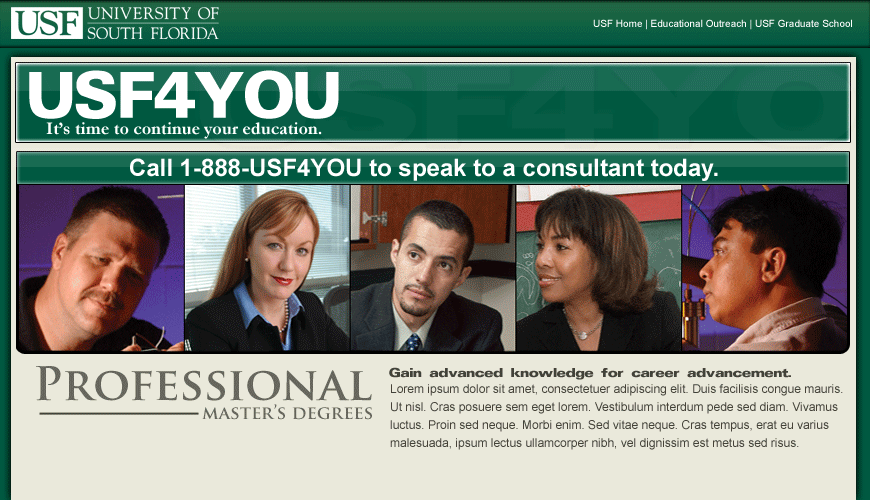 USF UNIVERSITY OF
SOUTH FLORIDA
USF Home | Educational Outreach | USF Graduate School
USF4YOU
It's time to continue your education.
Call 1-888-USF4YOU to speak to a consultant today.
PROFESSIONAL
MASTER'S DEGREES
Gain advanced knowledge for career advancement.
Lorem ipsum dolor sit amet, consectetuer adipiscing elit. Duis facilisis congue mauris.
Ut nisl. Cras posuere sem eget lorem. Vestibulum interdum pede sed diam. Vivamus
luctus. Proin sed neque. Morbi enim. Sed vitae neque. Cras tempus, erat eu varius
malesuada, ipsum lectus ullamcorper nibh, vel dignissim est metus sed risus.